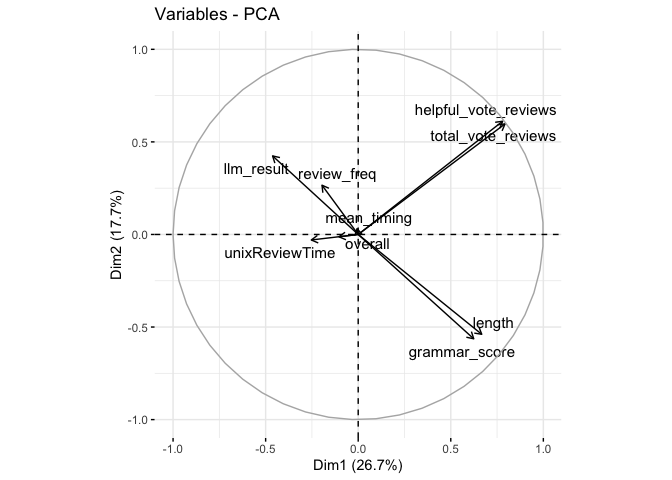 Variables - PCA
1.0
helpful_vote_reviews
total_vote_reviews
0.5
llm_result
review_freq
mean_timing
0.0
overall
unixReviewTime
Dim2 (17.7%)
length
-0.5
grammar_score
-1.0
-1.0 -0.5 0.0 0.5 1.0
Dim1 (26.7%)